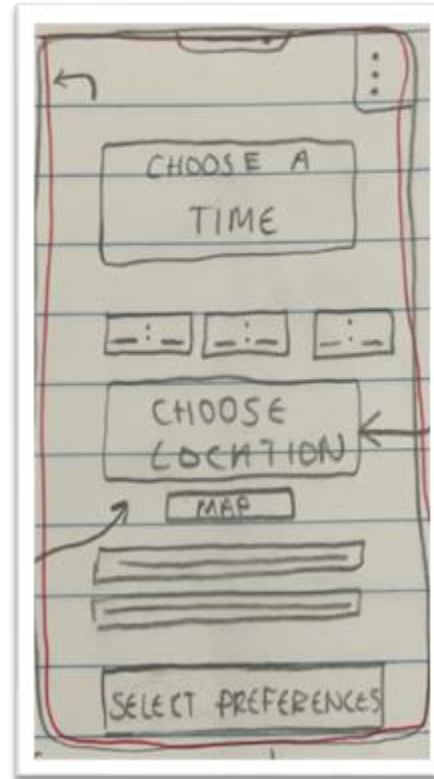 CHOOSE A
TIME
_ : _ _ : _ _ : _
CHOOSE
LOCATION
MAP
SELECT PREFERENCES